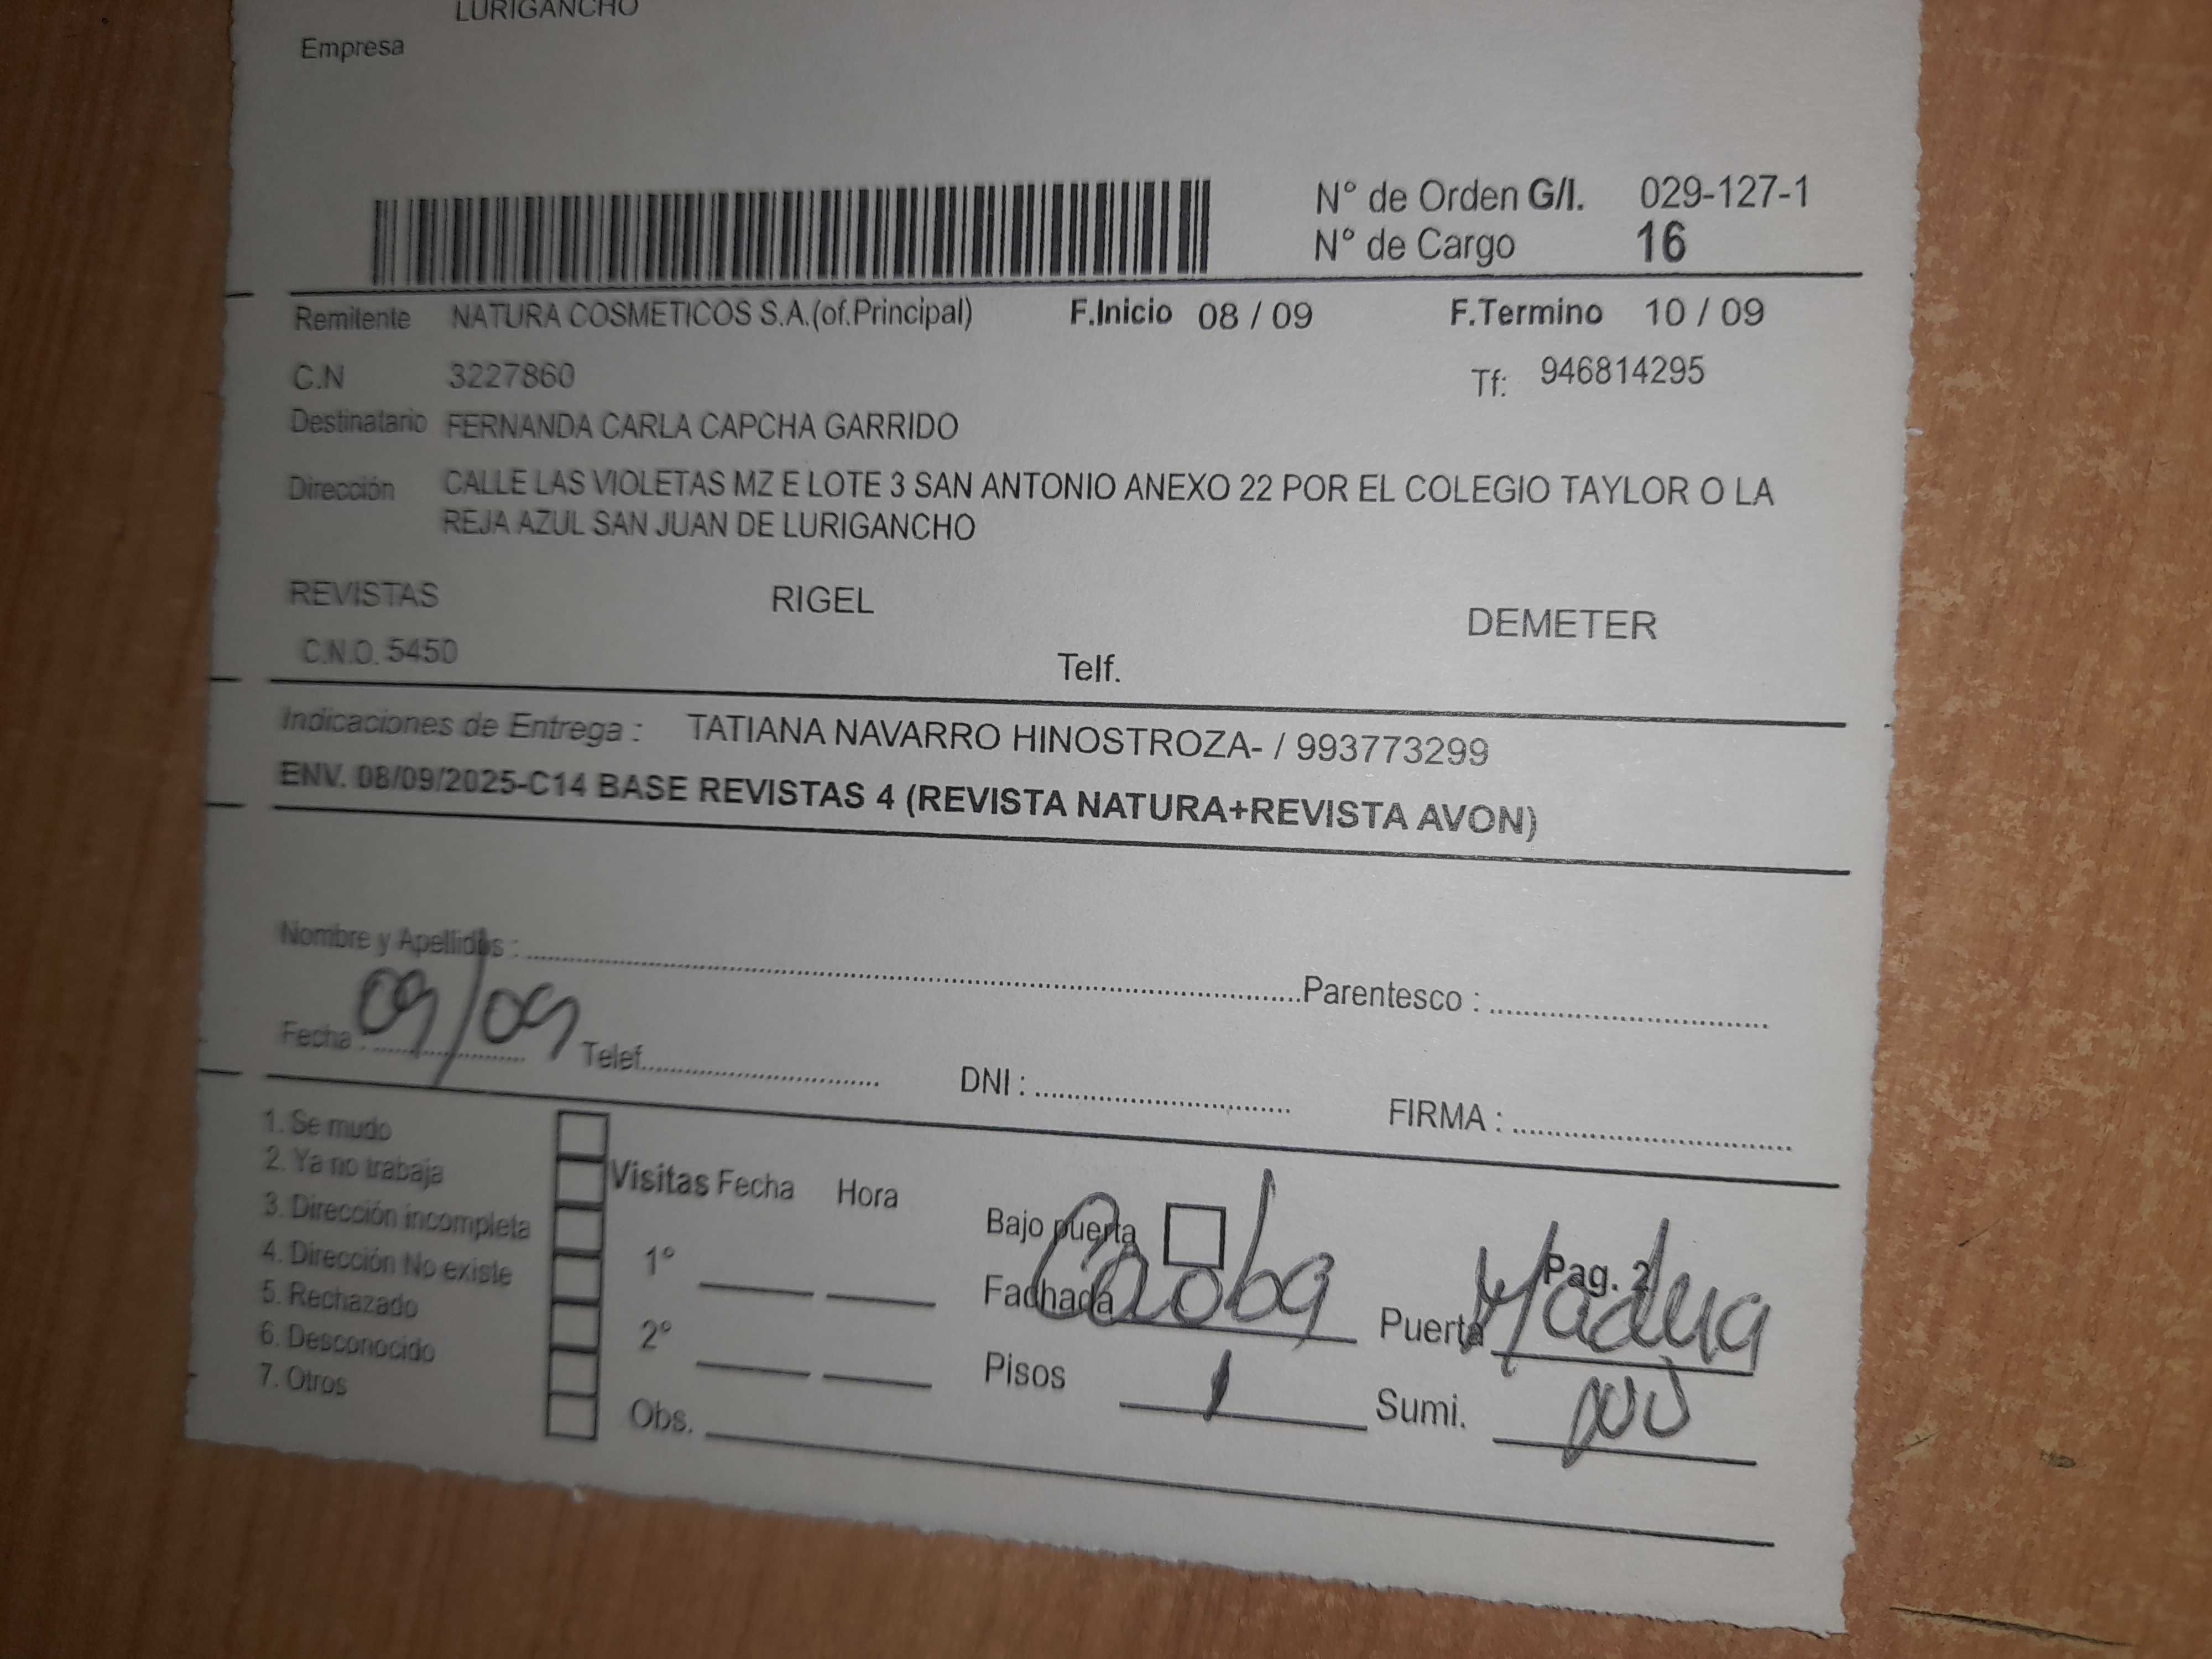 LURIGANCHO
Empresa
N° de Orden G/I. 029-127-1
N° de Cargo 16
Remitente NATURA COSMETICOS S.A.(of.Principal) F.Inicio 08 / 09 F.Termino 10 / 09
C.N 3227860 Tf: 946814295
Destinatario FERNANDA CARLA CAPCHA GARRIDO
Dirección CALLE LAS VIOLETAS MZ E LOTE 3 SAN ANTONIO ANEXO 22 POR EL COLEGIO TAYLOR O LA
REJA AZUL SAN JUAN DE LURIGANCHO
REVISTAS RIGEL DEMETER
C.N.O. 5450 Telf.
Indicaciones de Entrega : TATIANA NAVARRO HINOSTROZA- / 993773299
ENV. 08/09/2025-C14 BASE REVISTAS 4 (REVISTA NATURA+REVISTA AVON)
Nombre y Apellidos : Parentesco :
Fecha : 09/09 Telef. DNI : FIRMA :
1. Se mudo
2. Ya no trabaja
3. Dirección incompleta
4. Dirección No existe
5. Rechazado
6. Desconocido
7. Otros
Visitas Fecha Hora
1°
2°
Obs.
Bajo puerta Pag. 2
Fachada Caoba Puerta
Pisos 1 Sumi.